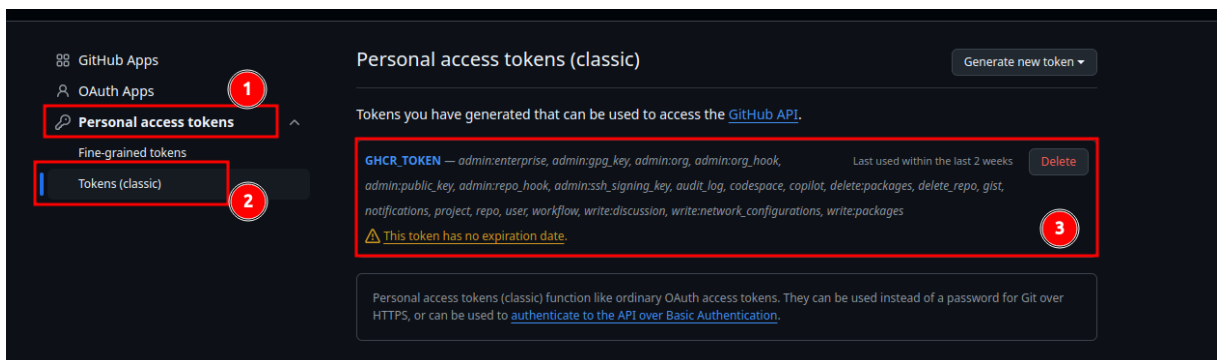 GitHub Apps
OAuth Apps
1
Personal access tokens
Fine-grained tokens
Tokens (classic)
2
Personal access tokens (classic)
Generate new token
Tokens you have generated that can be used to access the GitHub API.
GHCR_TOKEN — admin:enterprise, admin:gpg_key, admin:org, admin:org_hook,
Last used within the last 2 weeks
Delete
admin:public_key, admin:repo_hook, admin:ssh_signing_key, audit_log, codespace, copilot, delete:packages, delete_repo, gist,
notifications, project, repo, user, workflow, write:discussion, write:network_configurations, write:packages
This token has no expiration date.
3
Personal access tokens (classic) function like ordinary OAuth access tokens. They can be used instead of a password for Git over
HTTPS, or can be used to authenticate to the API over Basic Authentication.